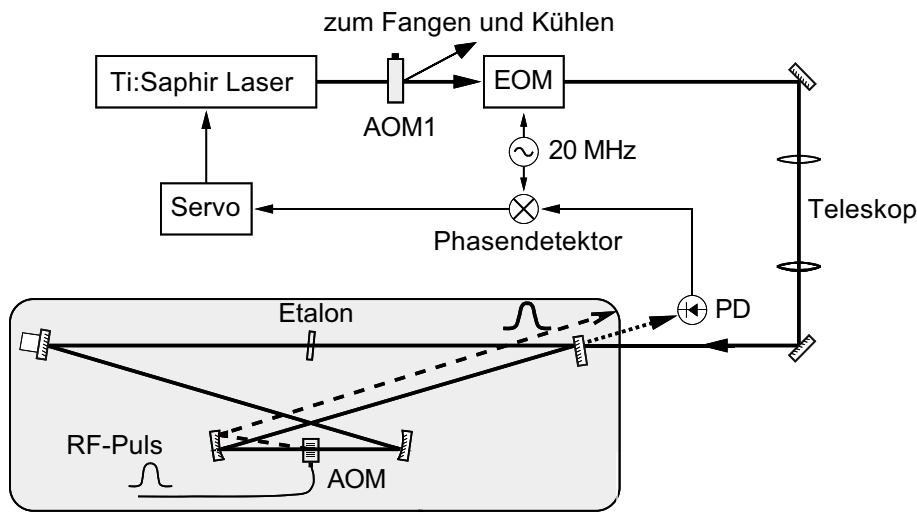 zum Fangen und Kühlen
Ti:Saphir Laser
EOM
AOM1
20 MHz
Servo
Phasendetektor
Teleskop
PD
Etalon
RF-Puls
AOM